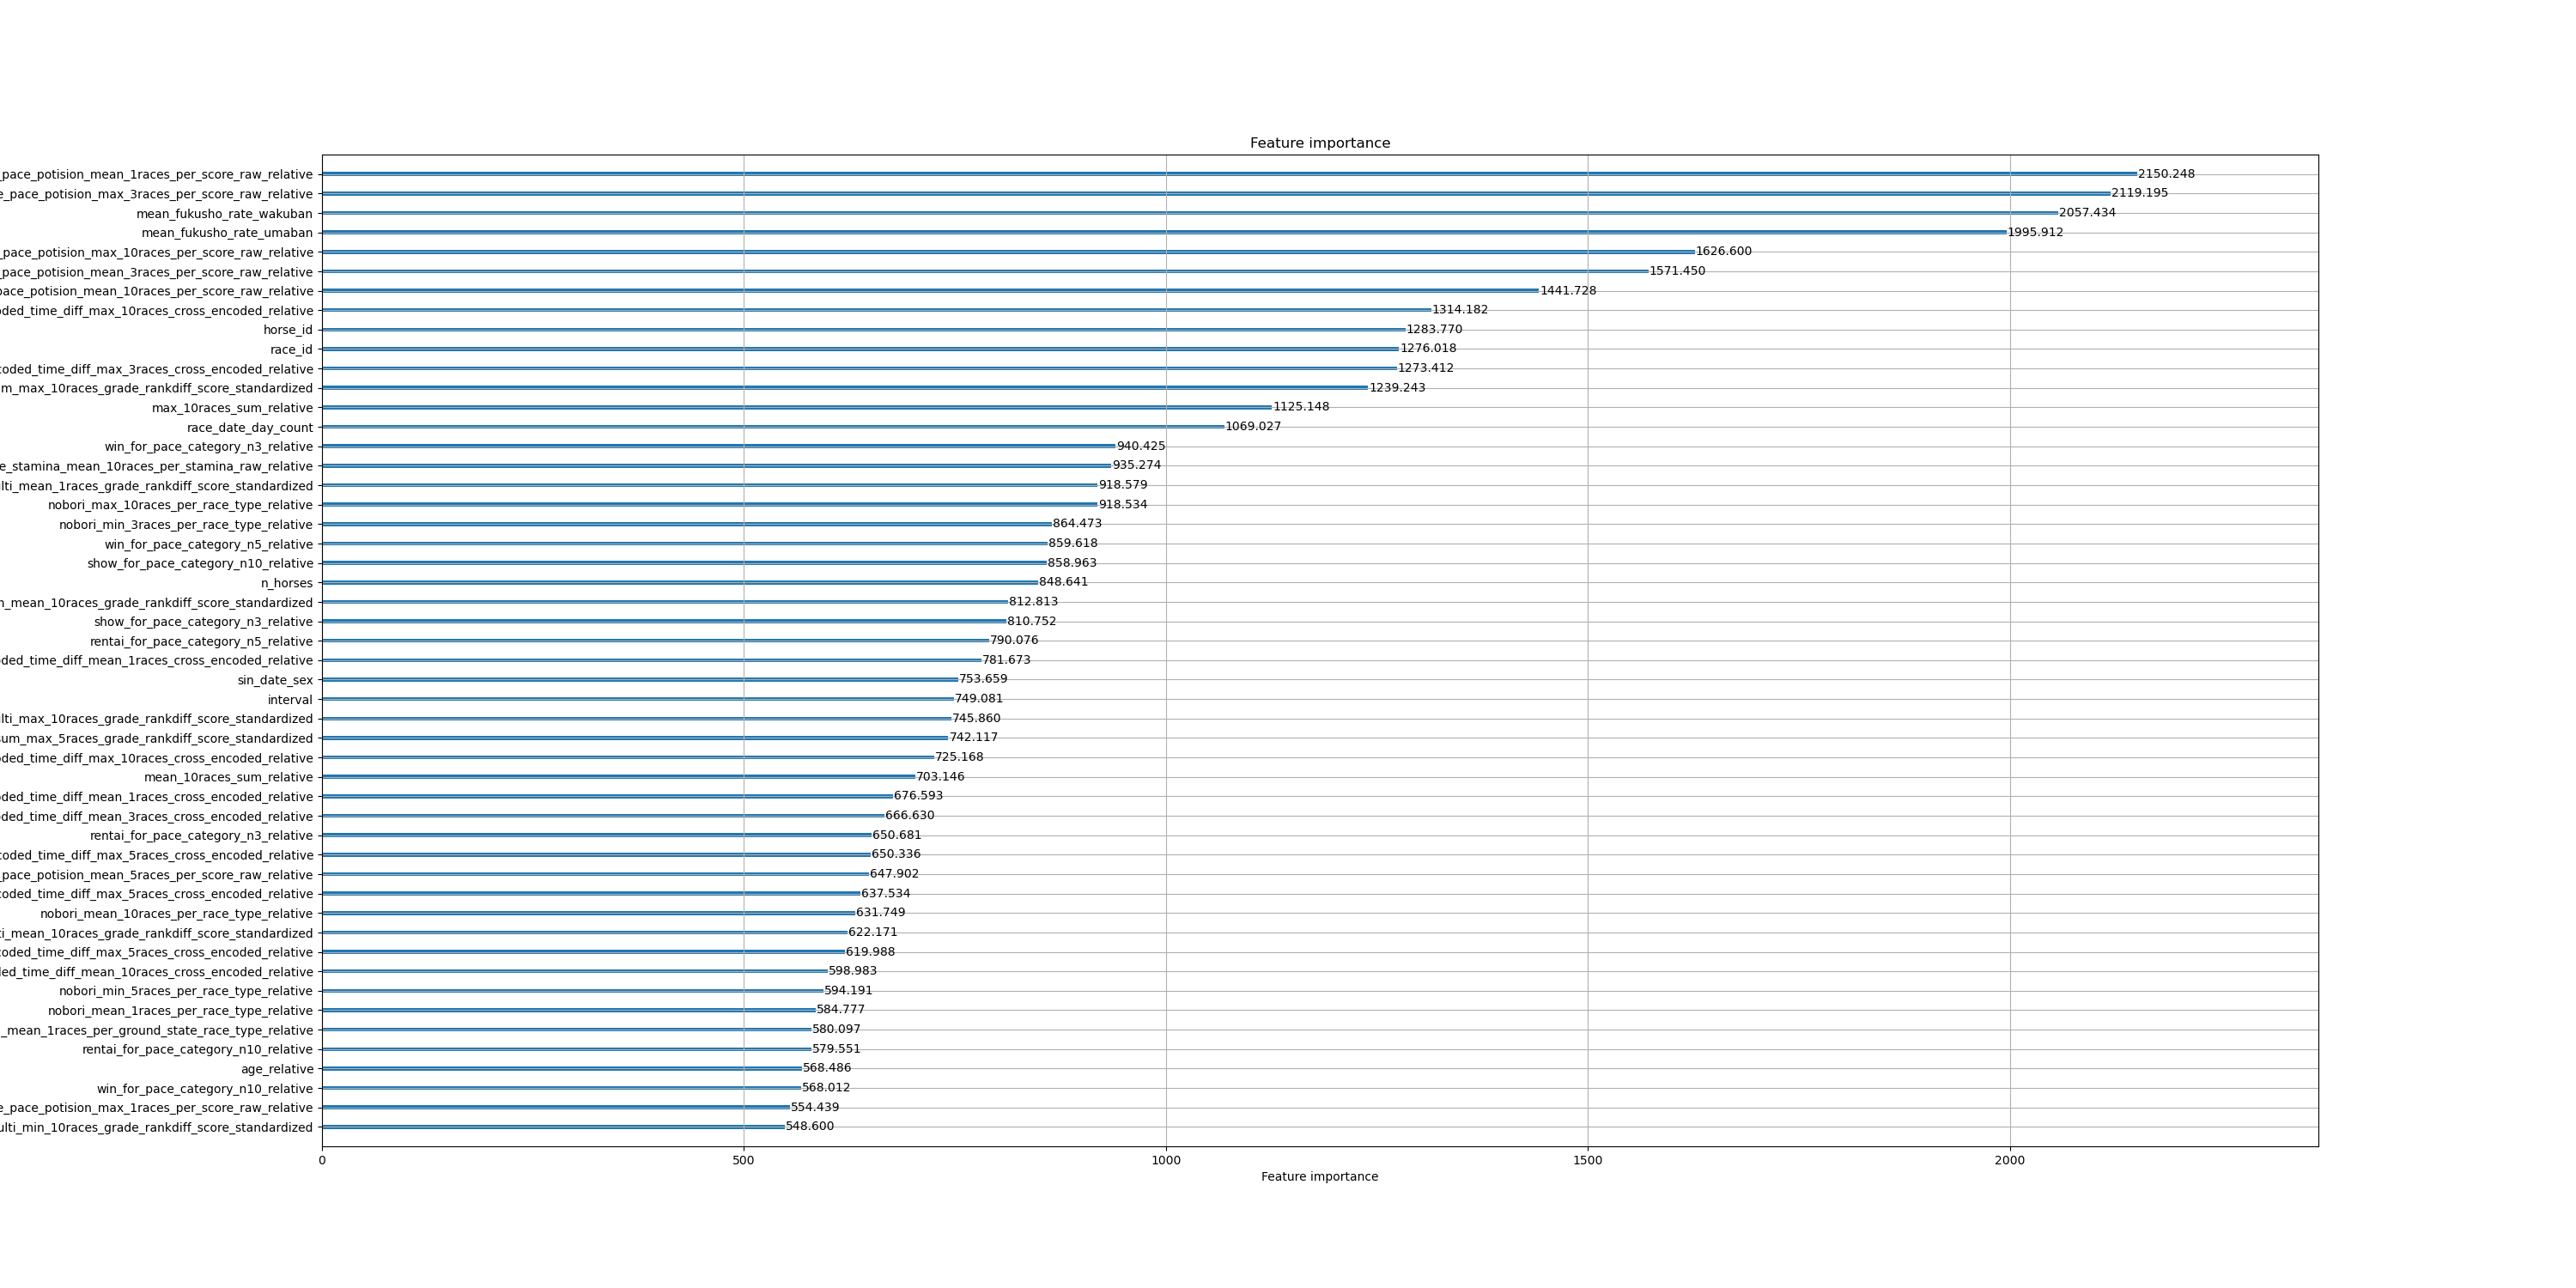 Feature importance
_pace_potision_mean_1races_per_score_raw_relative 2150.248
e_pace_potision_max_3races_per_score_raw_relative 2119.195
mean_fukusho_rate_wakuban 2057.434
mean_fukusho_rate_umaban 1995.912
_pace_potision_max_10races_per_score_raw_relative 1626.600
_pace_potision_mean_3races_per_score_raw_relative 1571.450
pace_potision_mean_10races_per_score_raw_relative 1441.728
oded_time_diff_max_10races_cross_encoded_relative 1314.182
horse_id 1283.770
race_id 1276.018
coded_time_diff_max_3races_cross_encoded_relative 1273.412
m_max_10races_grade_rankdiff_score_standardized 1239.243
max_10races_sum_relative 1125.148
race_date_day_count 1069.027
win_for_pace_category_n3_relative 940.425
e_stamina_mean_10races_per_stamina_raw_relative 935.274
lti_mean_1races_grade_rankdiff_score_standardized 918.579
nobori_max_10races_per_race_type_relative 918.534
nobori_min_3races_per_race_type_relative 864.473
win_for_pace_category_n5_relative 859.618
show_for_pace_category_n10_relative 858.963
n_horses 848.641
n_mean_10races_grade_rankdiff_score_standardized 812.813
show_for_pace_category_n3_relative 810.752
rentai_for_pace_category_n5_relative 790.076
ded_time_diff_mean_1races_cross_encoded_relative 781.673
sin_date_sex 753.659
interval 749.081
lti_max_10races_grade_rankdiff_score_standardized 745.860
sum_max_5races_grade_rankdiff_score_standardized 742.117
oded_time_diff_max_10races_cross_encoded_relative 725.168
mean_10races_sum_relative 703.146
oded_time_diff_mean_1races_cross_encoded_relative 676.593
oded_time_diff_mean_3races_cross_encoded_relative 666.630
rentai_for_pace_category_n3_relative 650.681
coded_time_diff_max_5races_cross_encoded_relative 650.336
_pace_potision_mean_5races_per_score_raw_relative 647.902
coded_time_diff_max_5races_cross_encoded_relative 637.534
nobori_mean_10races_per_race_type_relative 631.749
ti_mean_10races_grade_rankdiff_score_standardized 622.171
coded_time_diff_max_5races_cross_encoded_relative 619.988
ded_time_diff_mean_10races_cross_encoded_relative 598.983
nobori_min_5races_per_race_type_relative 594.191
nobori_mean_1races_per_race_type_relative 584.777
_mean_1races_per_ground_state_race_type_relative 580.097
rentai_for_pace_category_n10_relative 579.551
age_relative 568.486
win_for_pace_category_n10_relative 568.012
e_pace_potision_max_1races_per_score_raw_relative 554.439
ulti_min_10races_grade_rankdiff_score_standardized 548.600
0 500 1000 1500 2000
Feature importance